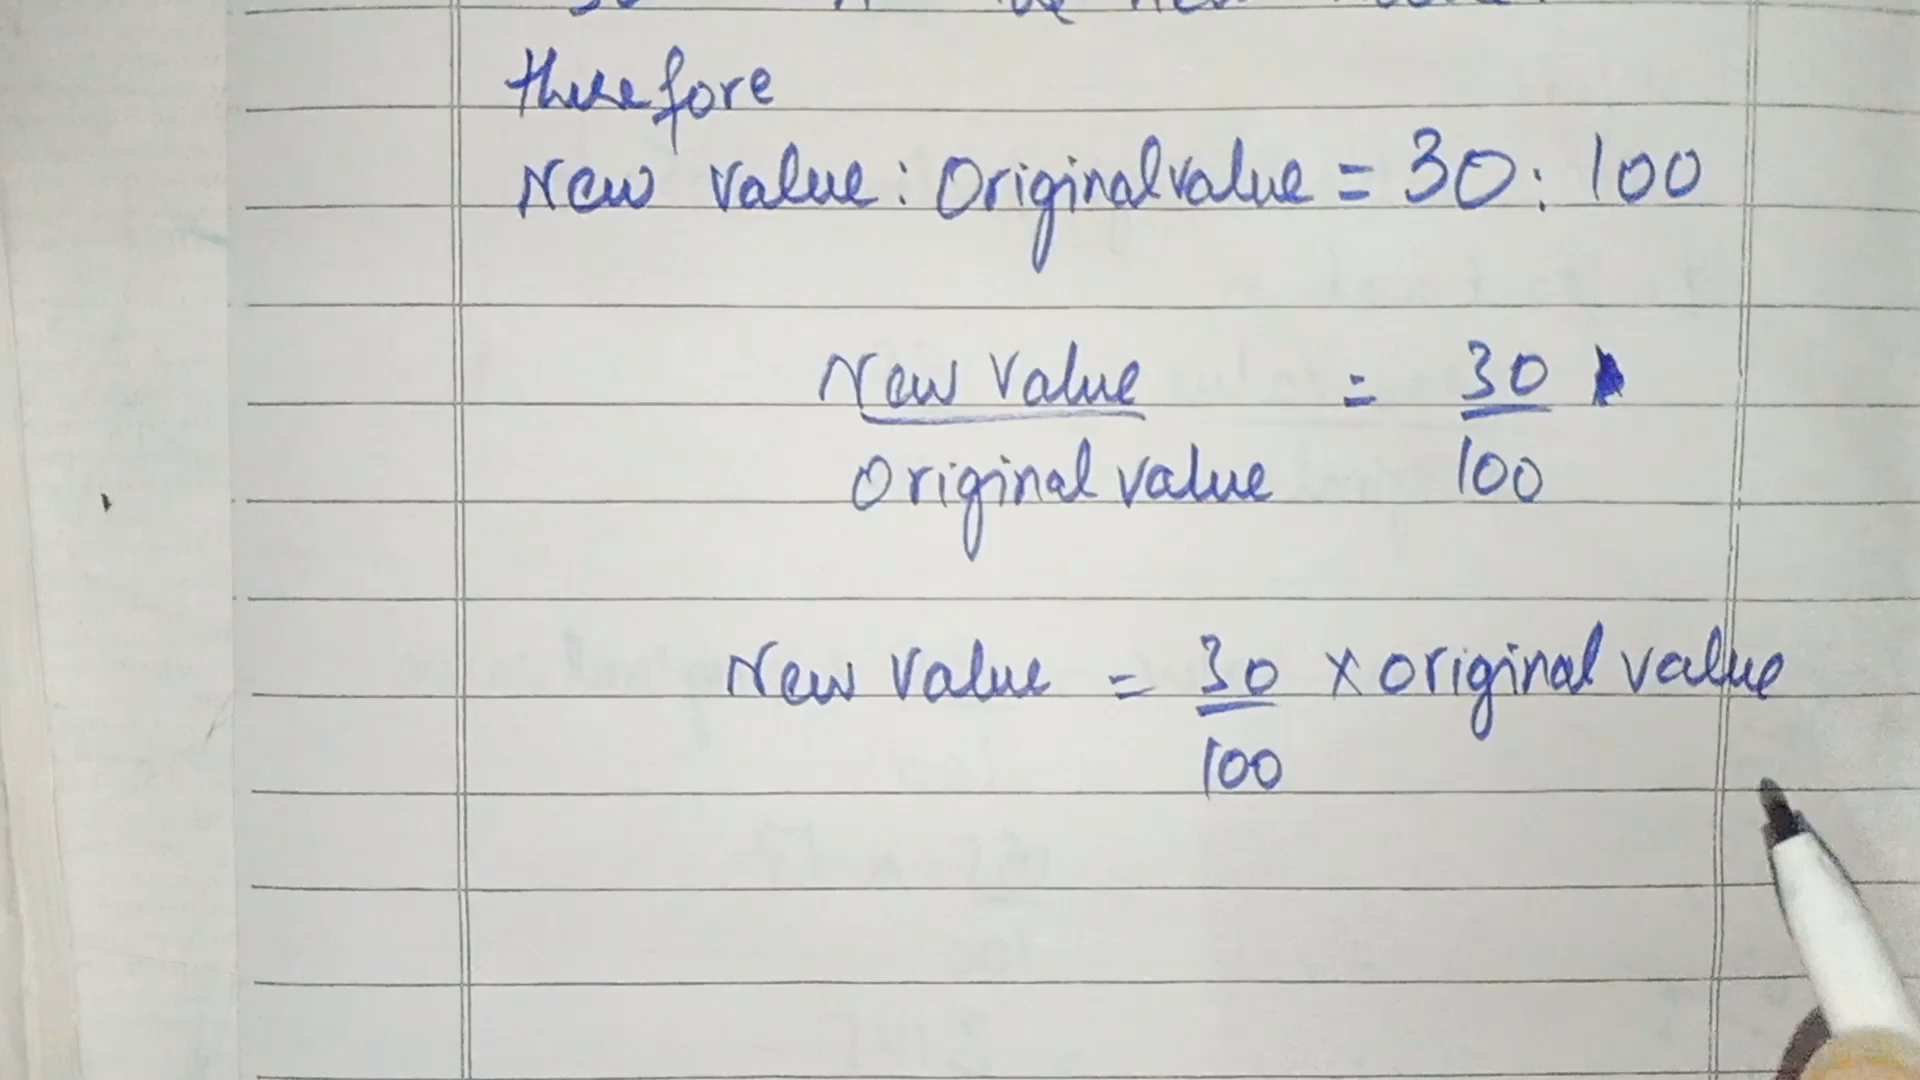 therefore
New value : Original value = 30 : 100
New Value = 30
Original value 100
New Value = 30 x original value
100